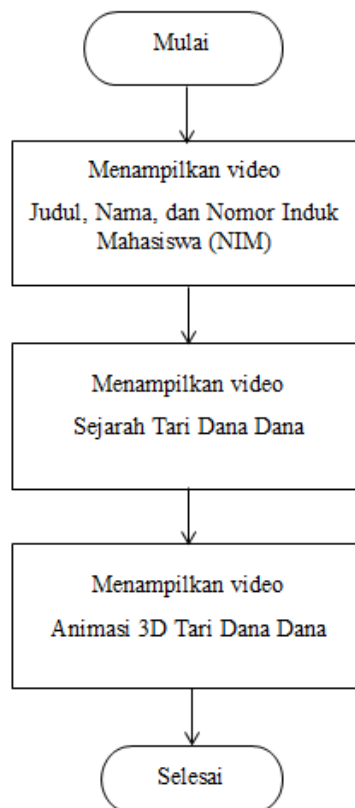 Mulai
Menampilkan video
Judul, Nama, dan Nomor Induk
Mahasiswa (NIM)
Menampilkan video
Sejarah Tari Dana Dana
Menampilkan video
Animasi 3D Tari Dana Dana
Selesai